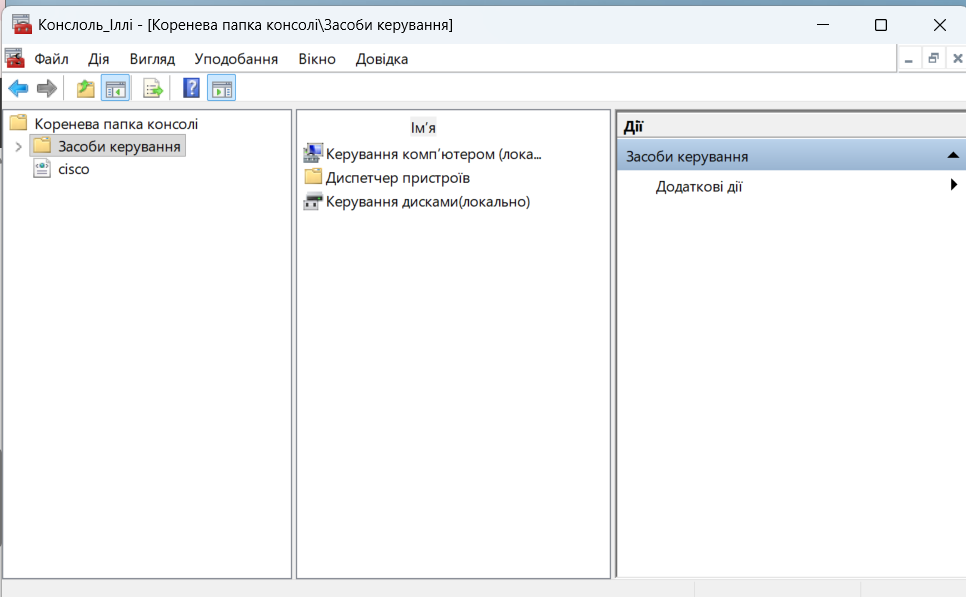 Конслоль_Іллі - [Коренева папка консолі\Засоби керування]
Файл Дія Вигляд Уподобання Вікно Довідка
Коренева папка консолі
Засоби керування
cisco
Ім’я
Керування комп’ютером (лока...
Диспетчер пристроїв
Керування дисками(локально)
Дії
Засоби керування
Додаткові дії